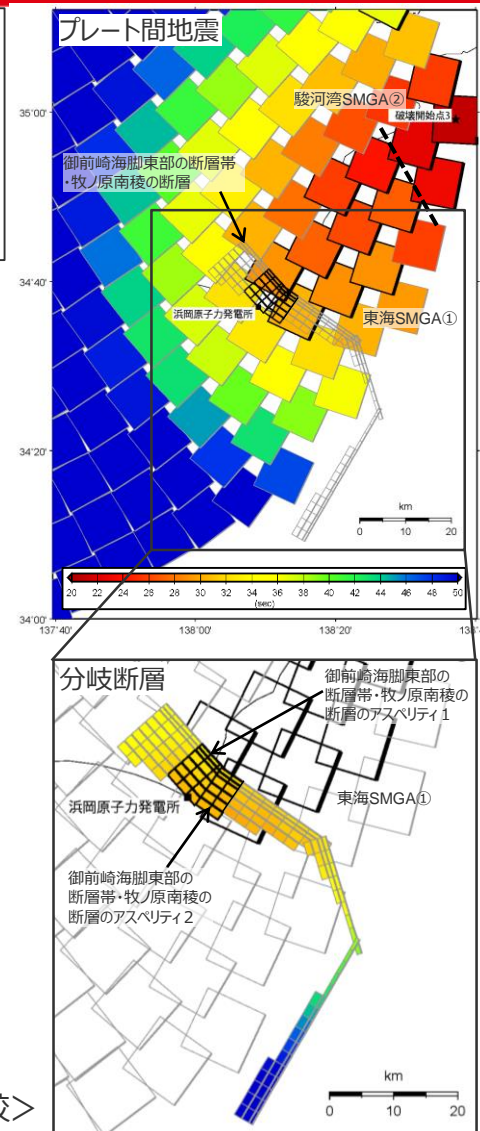 プレート間地震
35°00'
駿河湾SMGA②
破壊開始点3
御前崎海脚東部の断層帯
・牧ノ原南稜の断層
34°40'
浜岡原子力発電所
東海SMGA①
34°20'
km
0 10 20
20 22 24 26 28 30 32 34 36 38 40 42 44 46 48 50
(sec)
34°00'
137°40' 138°00' 138°20'
分岐断層
御前崎海脚東部の
断層帯・牧ノ原南稜の
断層のアスペリティ1
浜岡原子力発電所
東海SMGA①
御前崎海脚東部の
断層帯・牧ノ原南稜の
断層のアスペリティ2
km
0 10 20
＞